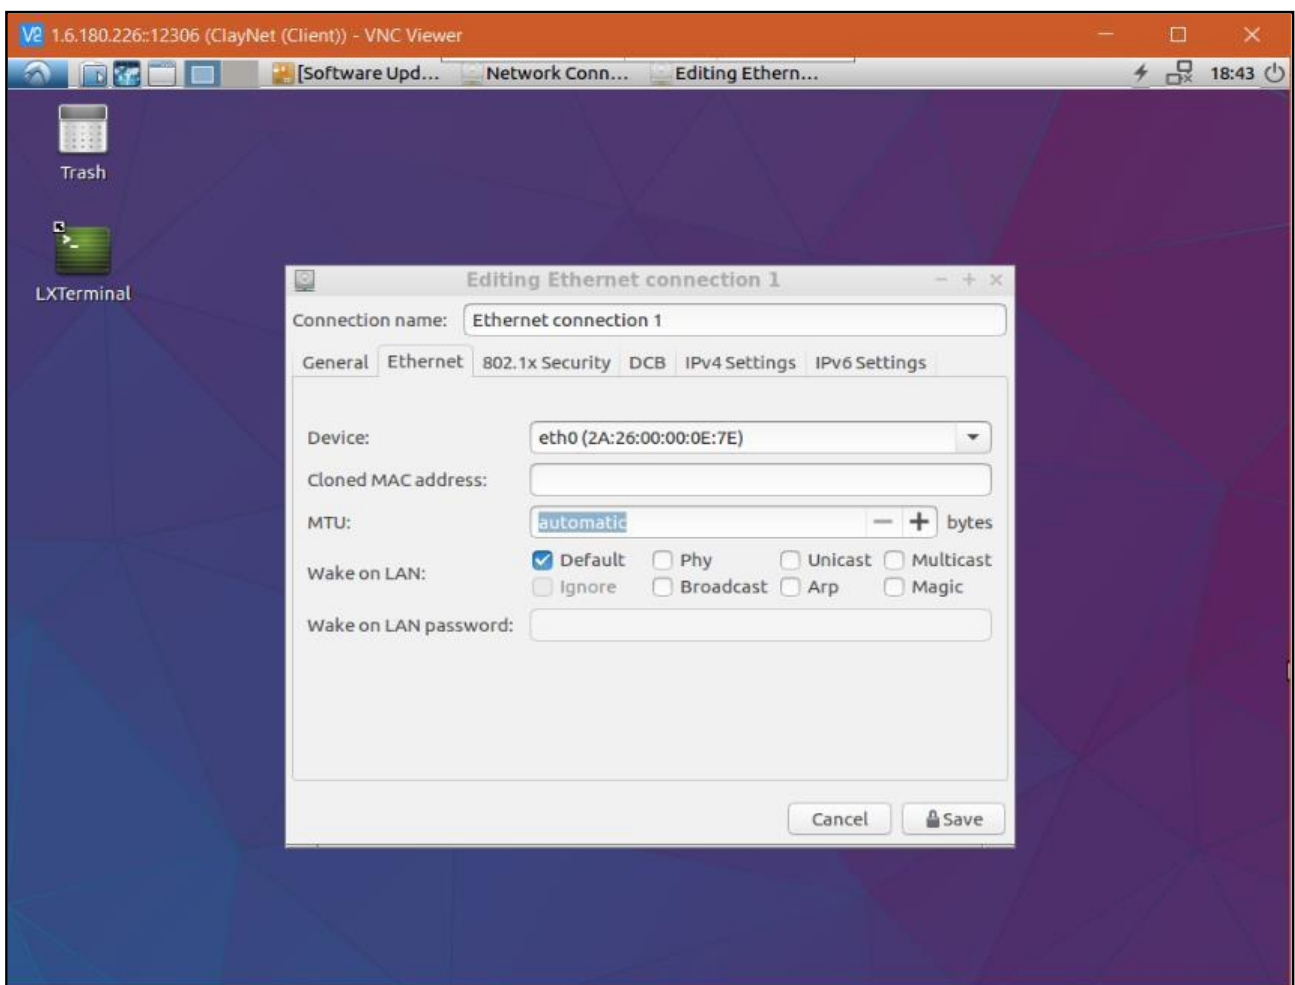 1.6.180.226::12306 (ClayNet (Client)) - VNC Viewer
[Software Upd... Network Conn... Editing Ethern... 18:43
Trash
LXTerminal
Editing Ethernet connection 1
Connection name: Ethernet connection 1
General Ethernet 802.1x Security DCB IPv4 Settings IPv6 Settings
Device: eth0 (2A:26:00:00:0E:7E)
Cloned MAC address:
MTU: automatic bytes
Wake on LAN: Default Phy Unicast Multicast
Ignore Broadcast Arp Magic
Wake on LAN password:
Cancel Save